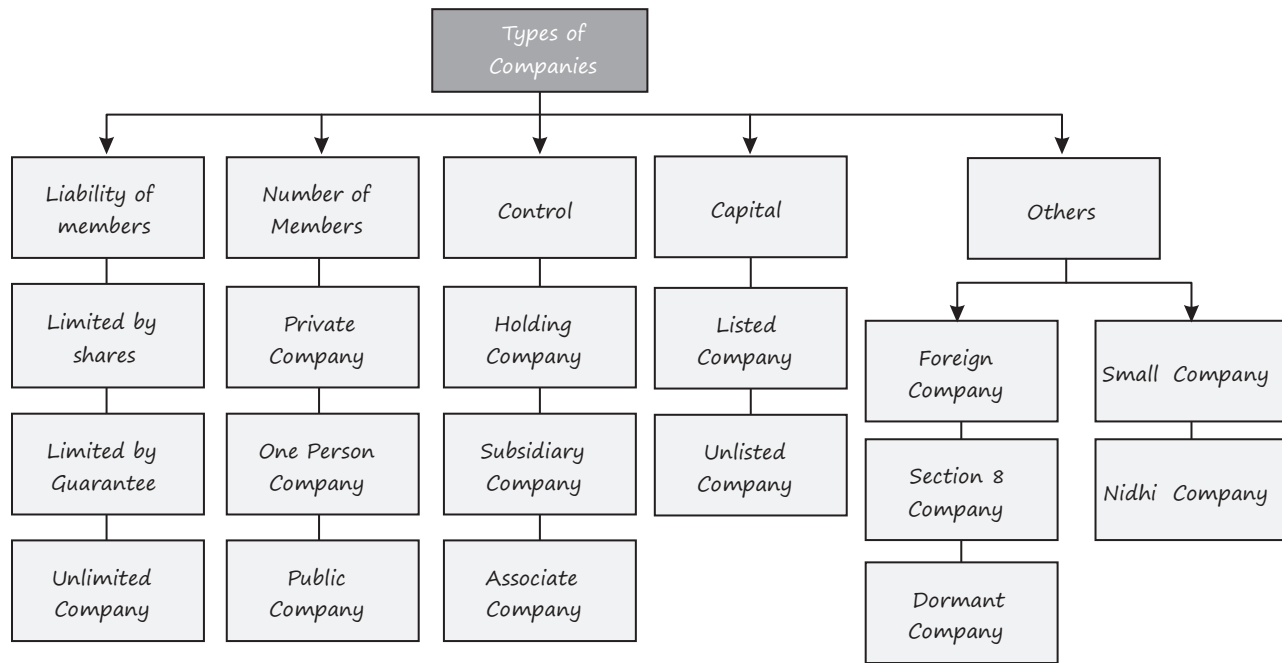 Types of
Companies
Liability of
members
Number of
Members
Control
Capital
Others
Limited by
shares
Private
Company
Holding
Company
Listed
Company
Foreign
Company
Small Company
Limited by
Guarantee
One Person
Company
Subsidiary
Company
Unlisted
Company
Section 8
Company
Nidhi Company
Unlimited
Company
Public
Company
Associate
Company
Dormant
Company